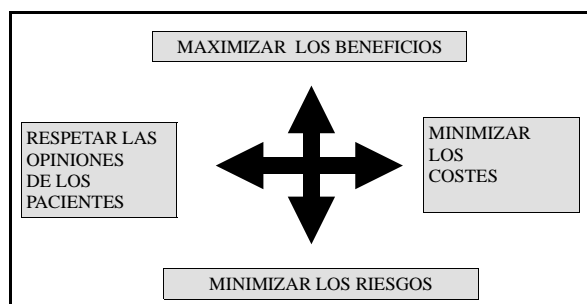 MAXIMIZAR LOS BENEFICIOS
RESPETAR LAS
OPINIONES
DE LOS
PACIENTES
MINIMIZAR
LOS
COSTES
MINIMIZAR LOS RIESGOS